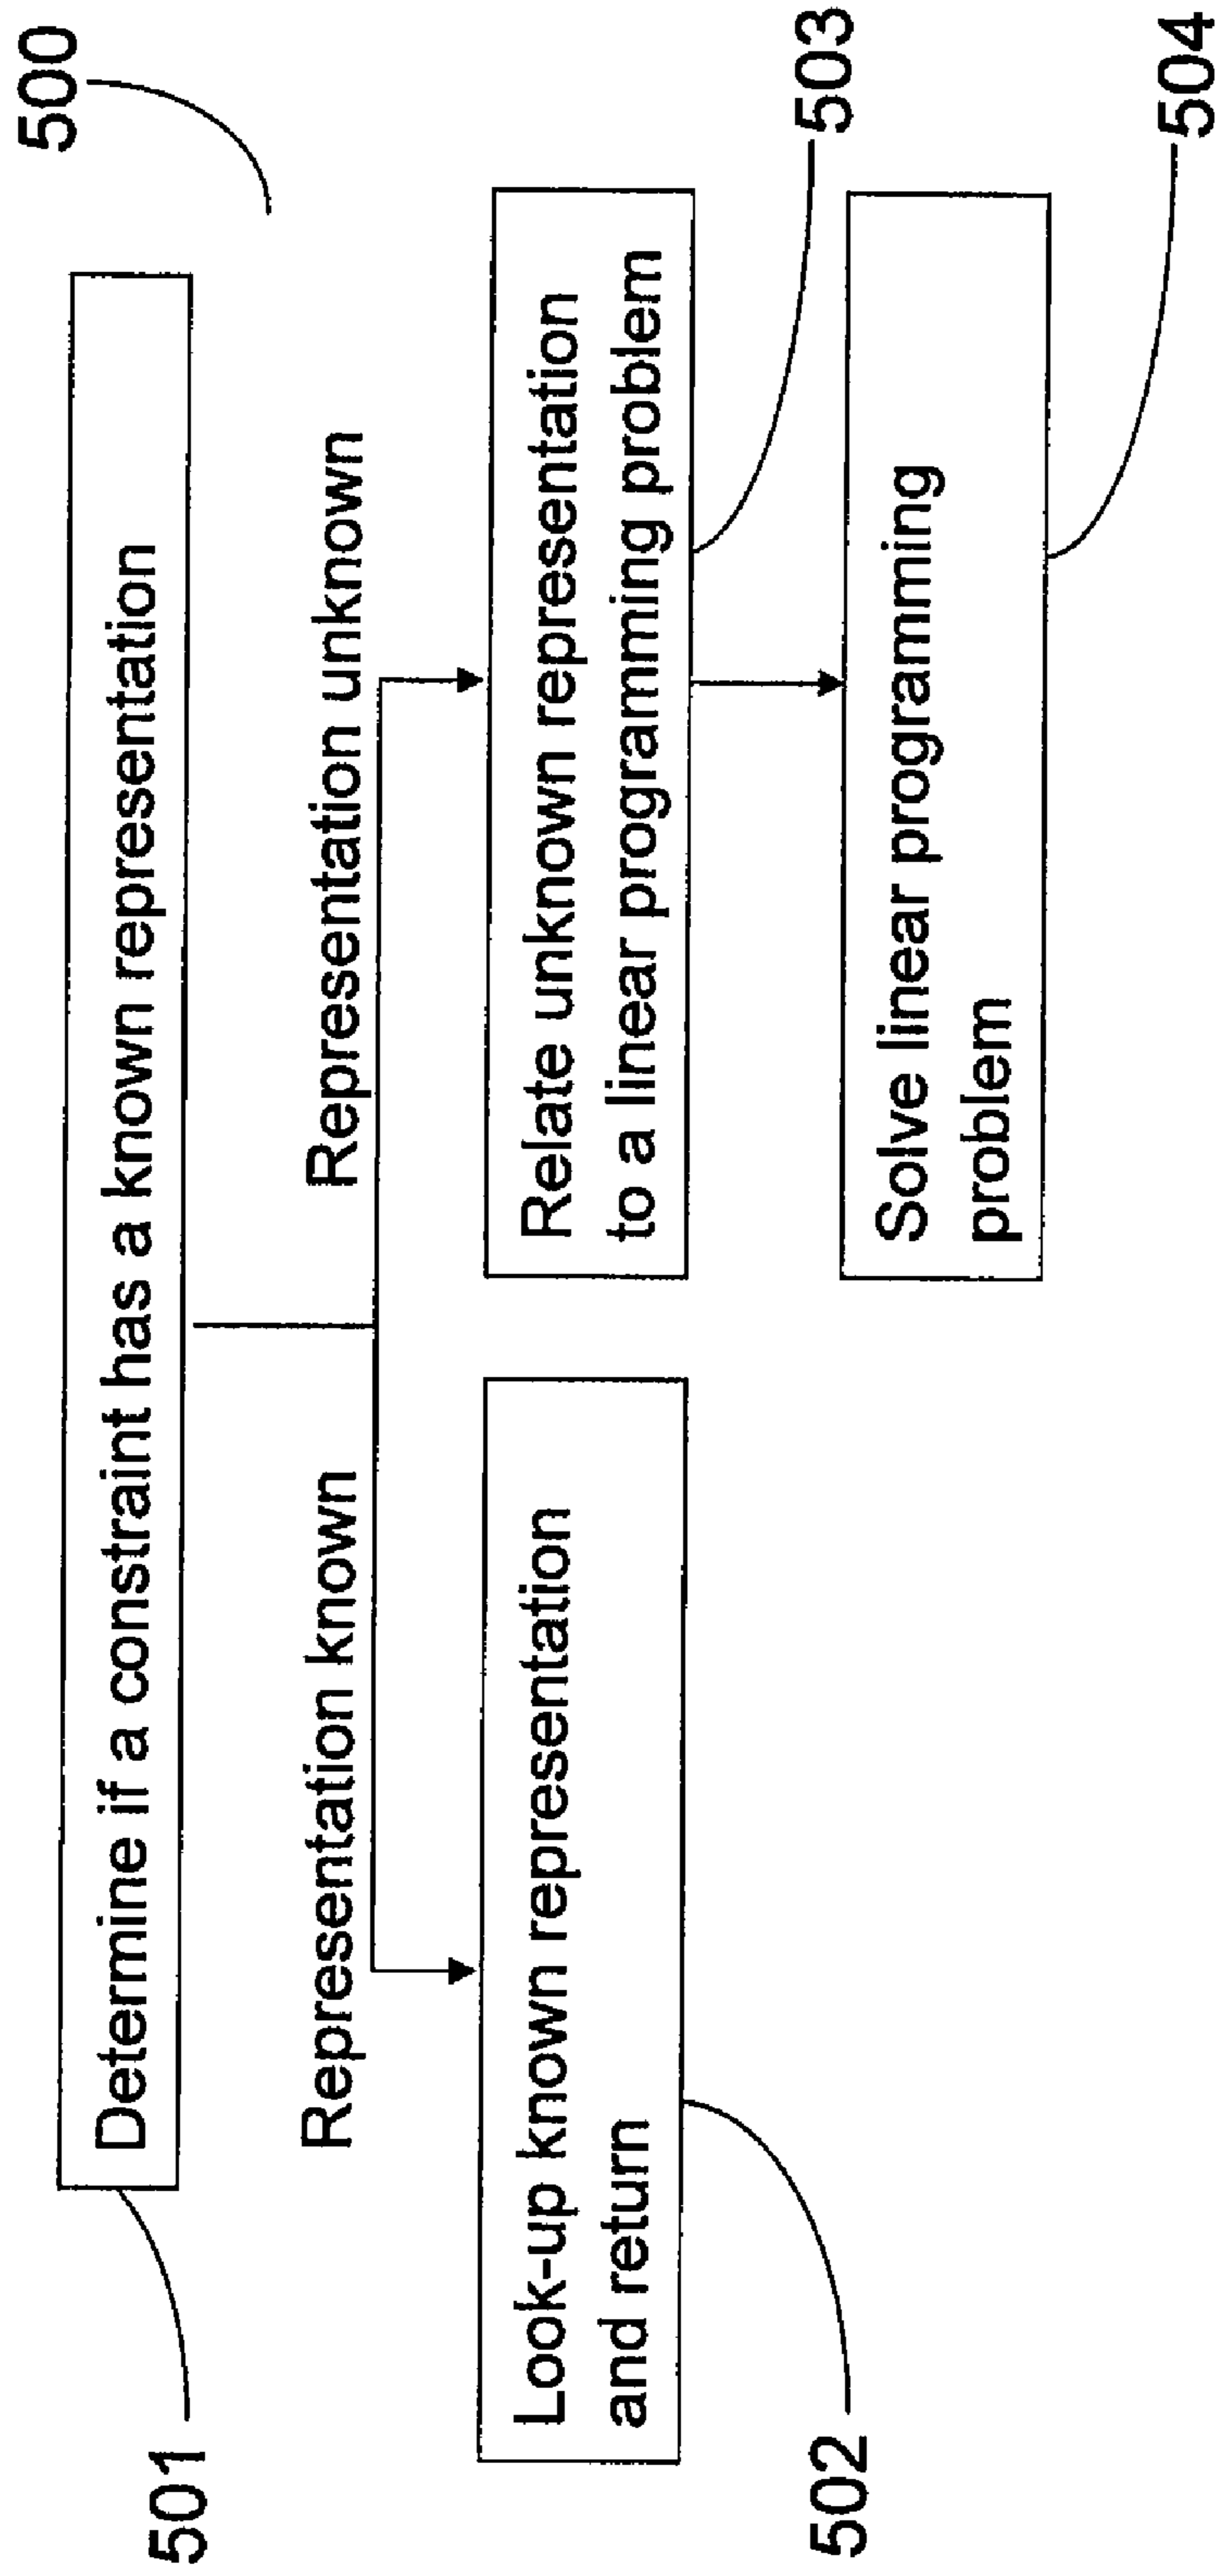 500
Determine if a constraint has a known representation
501
Representation known
Representation unknown
Look-up known representation
and return
502
Relate unknown representation
to a linear programming problem
503
Solve linear programming
problem
504